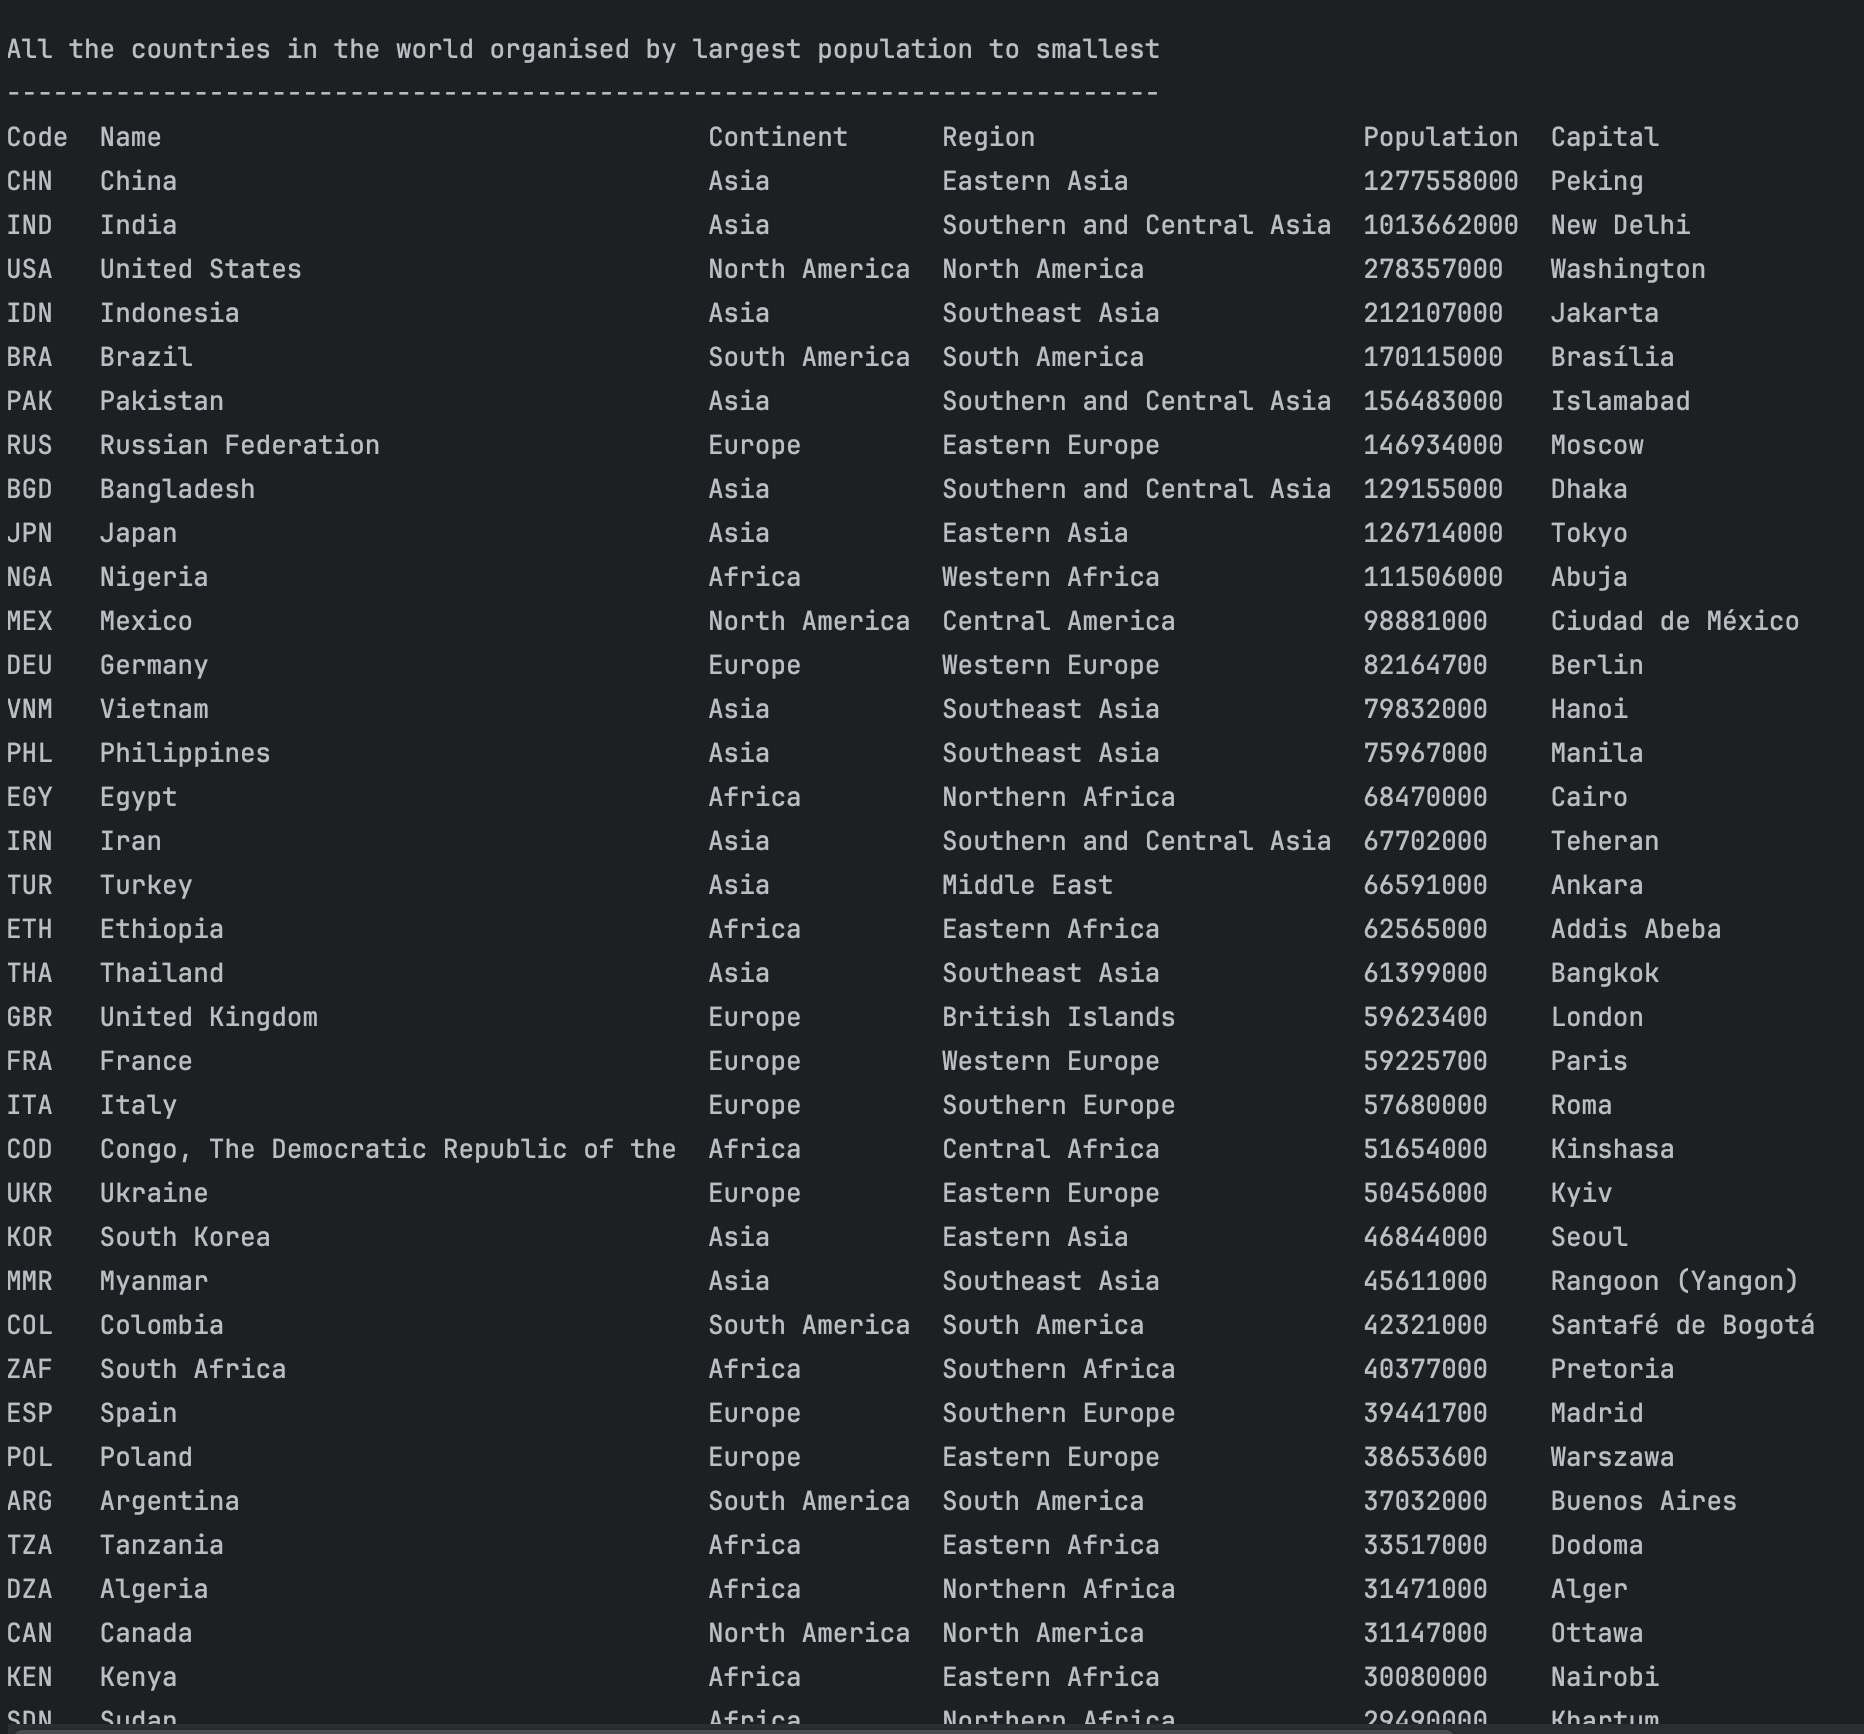 All the countries in the world organised by largest population to smallest
--------------------------------------------------------------------------
Code  Name                                   Continent      Region                     Population  Capital
CHN   China                                  Asia           Eastern Asia               1277558000  Peking
IND   India                                  Asia           Southern and Central Asia  1013662000  New Delhi
USA   United States                          North America  North America              278357000   Washington
IDN   Indonesia                              Asia           Southeast Asia             212107000   Jakarta
BRA   Brazil                                 South America  South America              170115000   Brasília
PAK   Pakistan                               Asia           Southern and Central Asia  156483000   Islamabad
RUS   Russian Federation                     Europe         Eastern Europe             146934000   Moscow
BGD   Bangladesh                             Asia           Southern and Central Asia  129155000   Dhaka
JPN   Japan                                  Asia           Eastern Asia               126714000   Tokyo
NGA   Nigeria                                Africa         Western Africa             111506000   Abuja
MEX   Mexico                                 North America  Central America            98881000    Ciudad de México
DEU   Germany                                Europe         Western Europe             82164700    Berlin
VNM   Vietnam                                Asia           Southeast Asia             79832000    Hanoi
PHL   Philippines                            Asia           Southeast Asia             75967000    Manila
EGY   Egypt                                  Africa         Northern Africa            68470000    Cairo
IRN   Iran                                   Asia           Southern and Central Asia  67702000    Teheran
TUR   Turkey                                 Asia           Middle East                66591000    Ankara
ETH   Ethiopia                               Africa         Eastern Africa             62565000    Addis Abeba
THA   Thailand                               Asia           Southeast Asia             61399000    Bangkok
GBR   United Kingdom                         Europe         British Islands            59623400    London
FRA   France                                 Europe         Western Europe             59225700    Paris
ITA   Italy                                  Europe         Southern Europe            57680000    Roma
COD   Congo, The Democratic Republic of the  Africa         Central Africa             51654000    Kinshasa
UKR   Ukraine                                Europe         Eastern Europe             50456000    Kyiv
KOR   South Korea                            Asia           Eastern Asia               46844000    Seoul
MMR   Myanmar                                Asia           Southeast Asia             45611000    Rangoon (Yangon)
COL   Colombia                               South America  South America              42321000    Santafé de Bogotá
ZAF   South Africa                           Africa         Southern Africa            40377000    Pretoria
ESP   Spain                                  Europe         Southern Europe            39441700    Madrid
POL   Poland                                 Europe         Eastern Europe             38653600    Warszawa
ARG   Argentina                              South America  South America              37032000    Buenos Aires
TZA   Tanzania                               Africa         Eastern Africa             33517000    Dodoma
DZA   Algeria                                Africa         Northern Africa            31471000    Alger
CAN   Canada                                 North America  North America              31147000    Ottawa
KEN   Kenya                                  Africa         Eastern Africa             30080000    Nairobi
SDN   Sudan                                  Africa         Northern Africa            29490000    Khartum